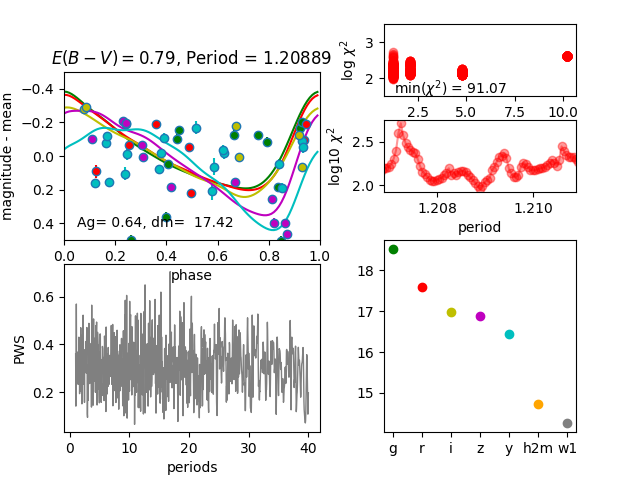 E(B − V) = 0.79, Period = 1.20889
magnitude - mean
−0.4
−0.2
0.0
0.2
0.4
Ag= 0.64, dm= 17.42
0.0 0.2 0.4 0.6 0.8 1.0
phase
log χ²
3
2
min(χ²) = 91.07
2.5 5.0 7.5 10.0
log10 χ²
2.5
2.0
1.208 1.210
period
PWS
0.6
0.4
0.2
0 10 20 30 40
periods
18
17
16
15
g r i z y h2m w1